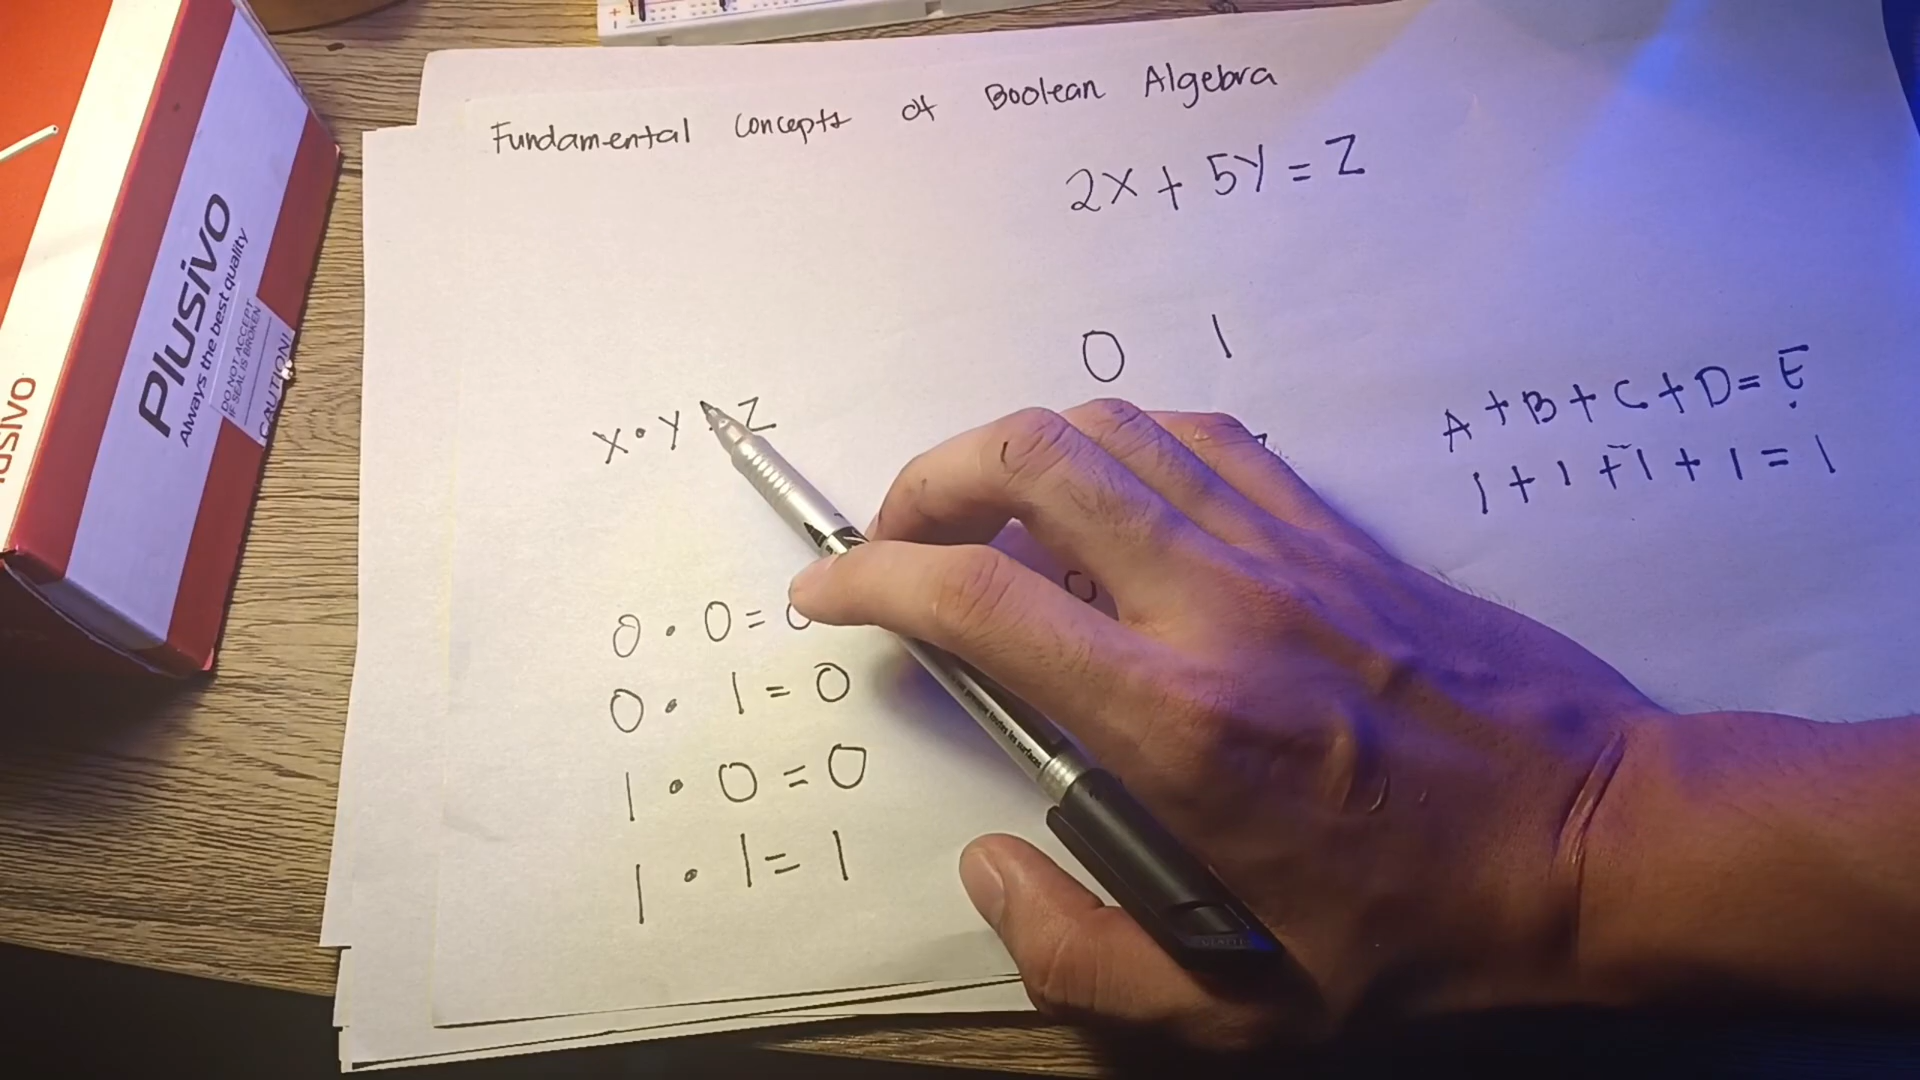 Fundamental Concepts of Boolean Algebra
2X + 5Y = Z
0 1
X • Y Z
A + B + C + D = E
1 + 1 + 1 + 1 = 1
0 • 0 = 0
0 • 1 = 0
1 • 0 = 0
1 • 1 = 1
Plusivo
Always the best quality
DO NOT ACCEPT
IF SEAL IS BROKEN
CAUTION!
USIVO